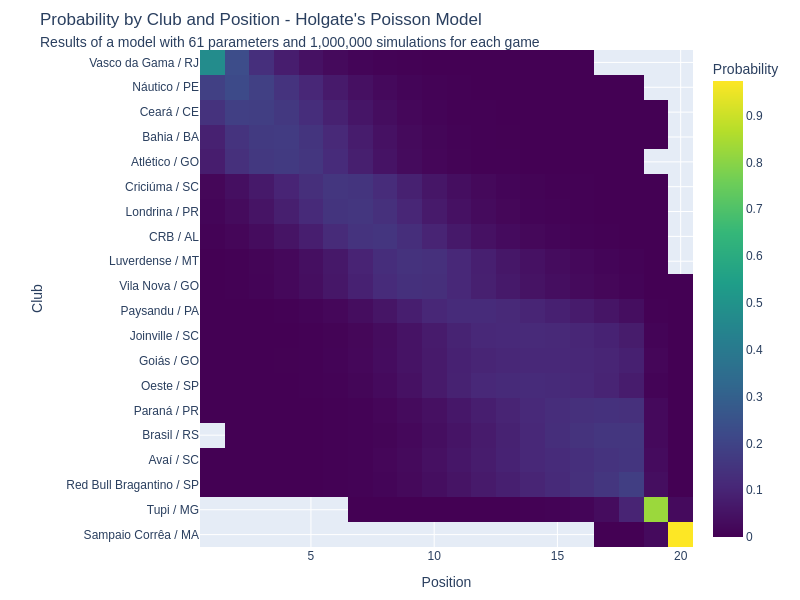 Probability by Club and Position - Holgate's Poisson Model
Results of a model with 61 parameters and 1,000,000 simulations for each game
Vasco da Gama / RJ
Náutico / PE
Ceará / CE
Bahia / BA
Atlético / GO
Criciúma / SC
Londrina / PR
CRB / AL
Luverdense / MT
Vila Nova / GO
Paysandu / PA
Joinville / SC
Goiás / GO
Oeste / SP
Paraná / PR
Brasil / RS
Avaí / SC
Red Bull Bragantino / SP
Tupi / MG
Sampaio Corrêa / MA
Club
5
10
15
20
Position
Probability
0.9
0.8
0.7
0.6
0.5
0.4
0.3
0.2
0.1
0